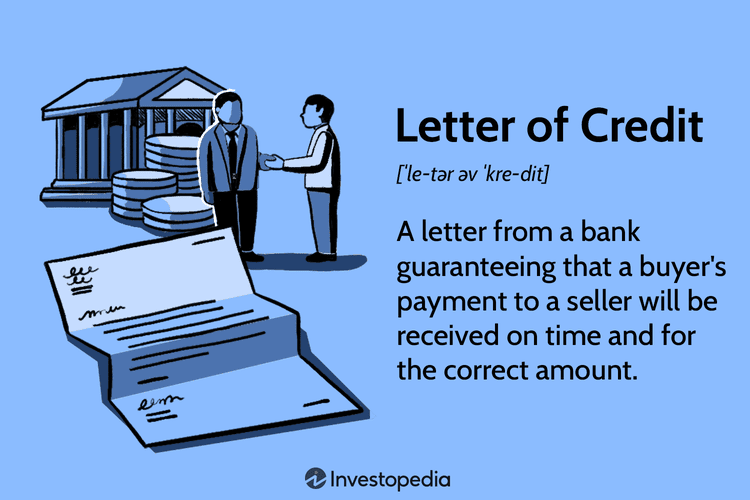 Letter of Credit
['le-tər əv 'kre-dit]
A letter from a bank
guaranteeing that a buyer's
payment to a seller will be
received on time and for
the correct amount.
Investopedia